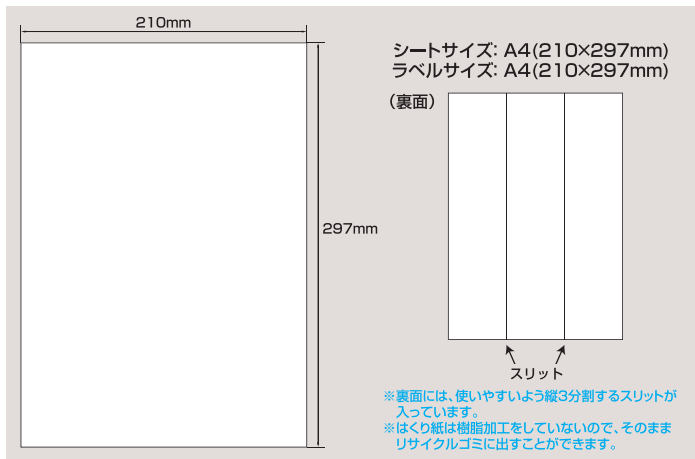 210mm
シートサイズ: A4(210×297mm)
ラベルサイズ: A4(210×297mm)
（裏面）
297mm
スリット
※裏面には、使いやすいよう縦3分割するスリットが
入っています。
※はくり紙は樹脂加工をしていないので、そのまま
リサイクルゴミに出すことができます。